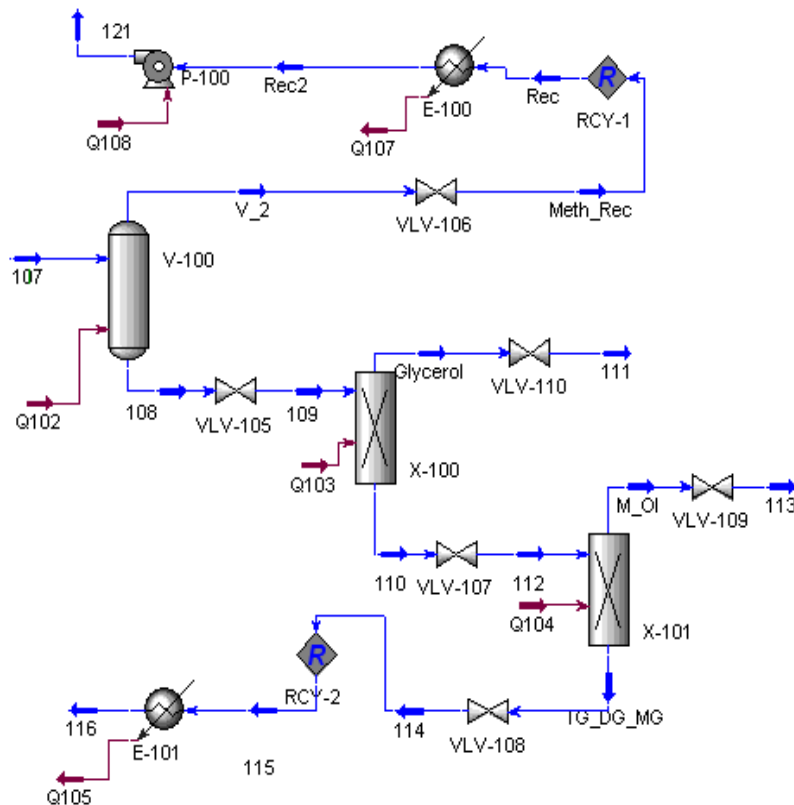 121
P-100
Rec2
E-100
Rec
R
RCY-1
Q108
Q107
V_2
VLV-106
Meth_Rec
107
V-100
Glycerol
VLV-110
111
Q102
108
VLV-105
109
X-100
Q103
M_Ol
VLV-109
113
110
VLV-107
112
Q104
X-101
R
RCY-2
TG_DG_MG
116
E-101
115
114
VLV-108
Q105